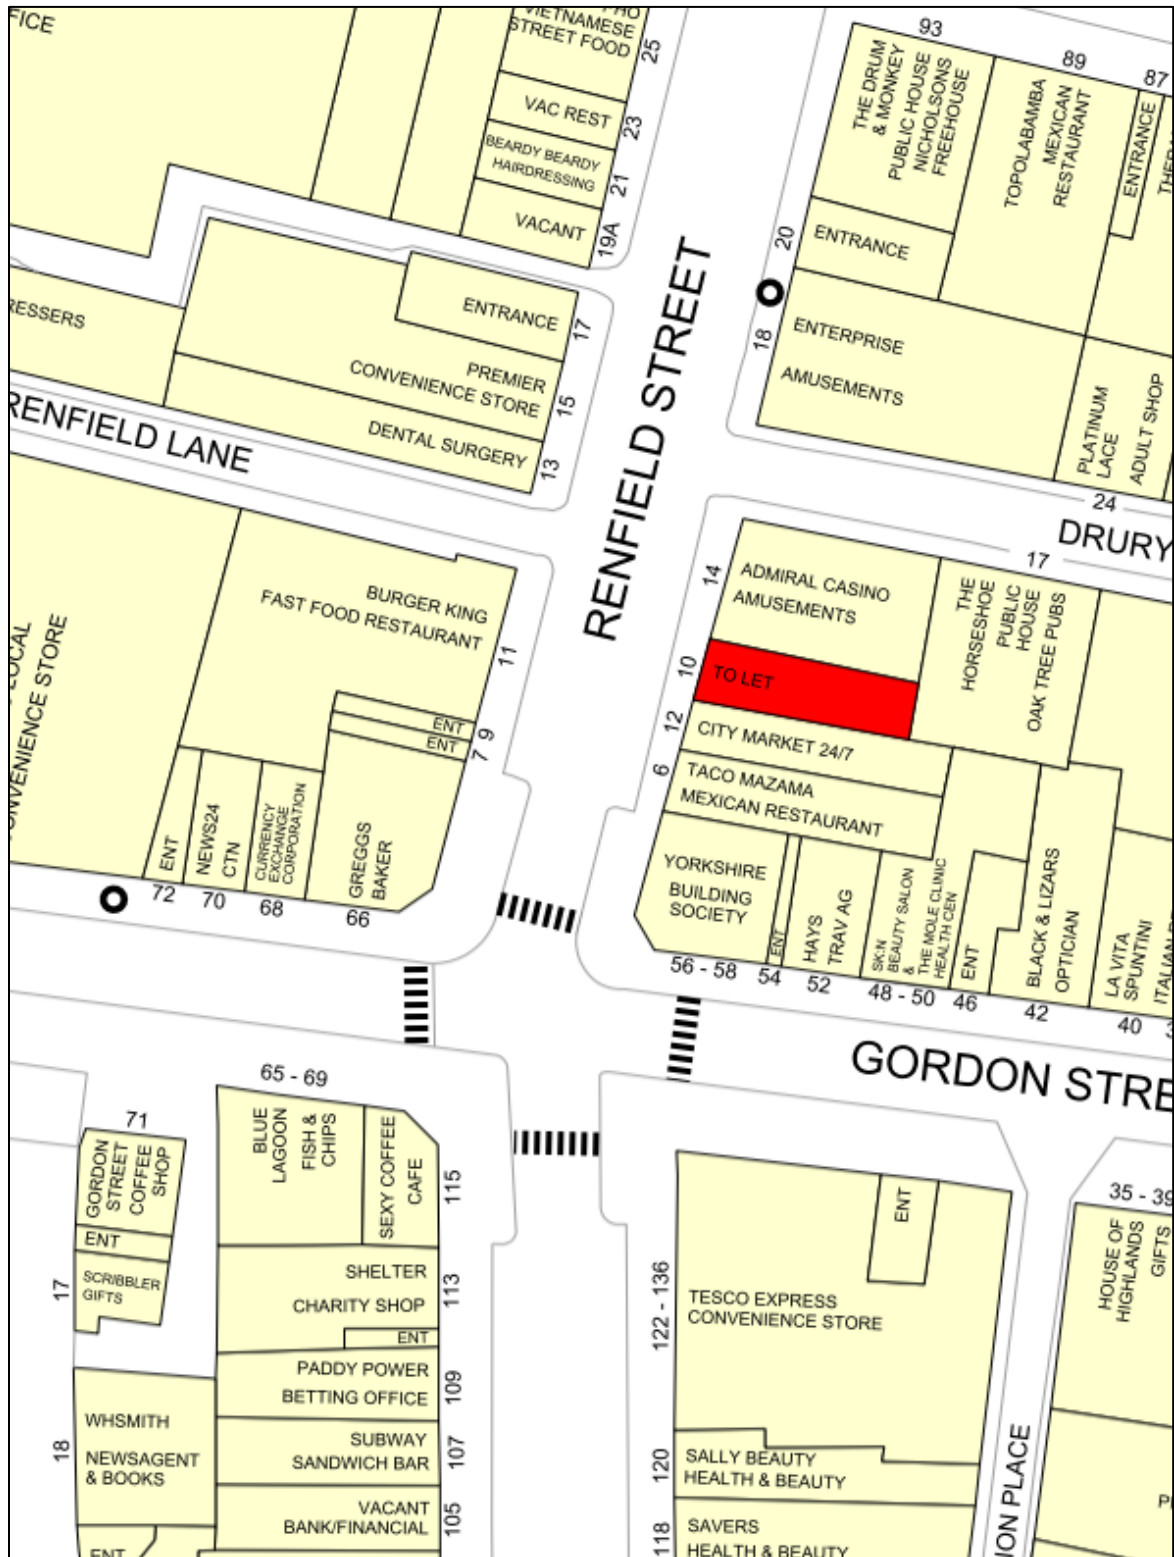 FICE
VIETNAMESE
STREET FOOD
25
VAC REST
23
BEARDY BEARDY
HAIRDRESSING
21
VACANT
19A
93
THE DRUM
& MONKEY
PUBLIC HOUSE
NICHOLSONS
FREEHOUSE
89
TOPOLABAMBA
MEXICAN
RESTAURANT
87
ENTRANCE
20
ENTRANCE
18
ENTERPRISE
AMUSEMENTS
PLATINUM
LACE
ADULT SHOP
24
DRURY
RESSERS
ENTRANCE
17
PREMIER
CONVENIENCE STORE
15
DENTAL SURGERY
13
RENFIELD LANE
RENFIELD STREET
BURGER KING
FAST FOOD RESTAURANT
11
ENT
9
ENT
7
LOCAL
ONVENIENCE STORE
ENT
72
NEWS24
CTN
70
CURRENCY
EXCHANGE
CORPORATION
68
GREGGS
BAKER
66
14
ADMIRAL CASINO
AMUSEMENTS
17
THE
HORSESHOE
PUBLIC
HOUSE
OAK TREE PUBS
10
TO LET
12
CITY MARKET 24/7
6
TACO MAZAMA
MEXICAN RESTAURANT
YORKSHIRE
BUILDING
SOCIETY
56 - 58
ENT
54
HAYS
TRAV AG
52
SK:N
BEAUTY SALON
&
THE MOLE CLINIC
HEALTH CEN
48 - 50
ENT
46
BLACK & LIZARS
OPTICIAN
42
LA VITA
SPUNTINI
40
GORDON STRE
71
GORDON
STREET
COFFEE
SHOP
ENT
SCRIBBLER
GIFTS
17
65 - 69
BLUE
LAGOON
FISH &
CHIPS
SEXY COFFEE
CAFE
115
SHELTER
CHARITY SHOP
113
ENT
PADDY POWER
BETTING OFFICE
109
SUBWAY
SANDWICH BAR
107
VACANT
BANK/FINANCIAL
105
WHSMITH
NEWSAGENT
& BOOKS
18
ENT
122 - 136
TESCO EXPRESS
CONVENIENCE STORE
ENT
120
SALLY BEAUTY
HEALTH & BEAUTY
118
SAVERS
HEALTH & BEAUTY
ION PLACE
35 - 39
HOUSE OF
HIGHLANDS
GIFTS